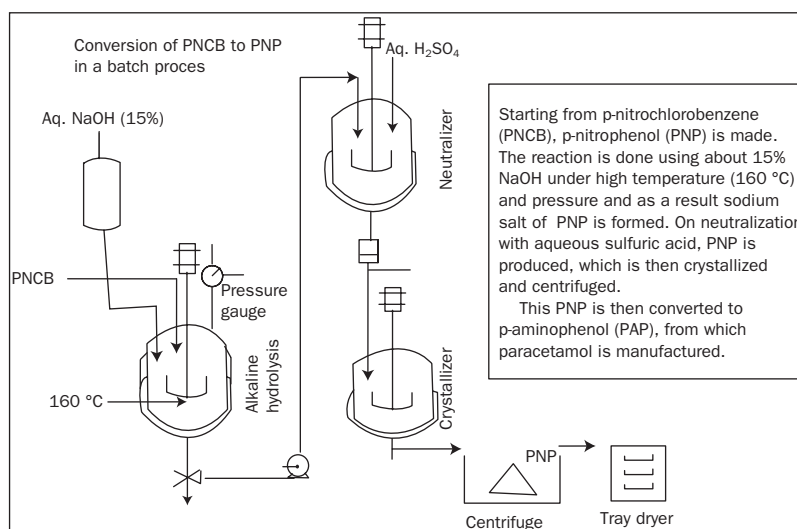 Conversion of PNCB to PNP
in a batch proces
Aq. NaOH (15%)
PNCB
Pressure
gauge
160 °C
Alkaline
hydrolysis
Aq. H₂SO₄
Neutralizer
Crystallizer
PNP
Centrifuge
Tray dryer
Starting from p-nitrochlorobenzene
(PNCB), p-nitrophenol (PNP) is made.
The reaction is done using about 15%
NaOH under high temperature (160 °C)
and pressure and as a result sodium
salt of PNP is formed. On neutralization
with aqueous sulfuric acid, PNP is
produced, which is then crystallized
and centrifuged.
This PNP is then converted to
p-aminophenol (PAP), from which
paracetamol is manufactured.